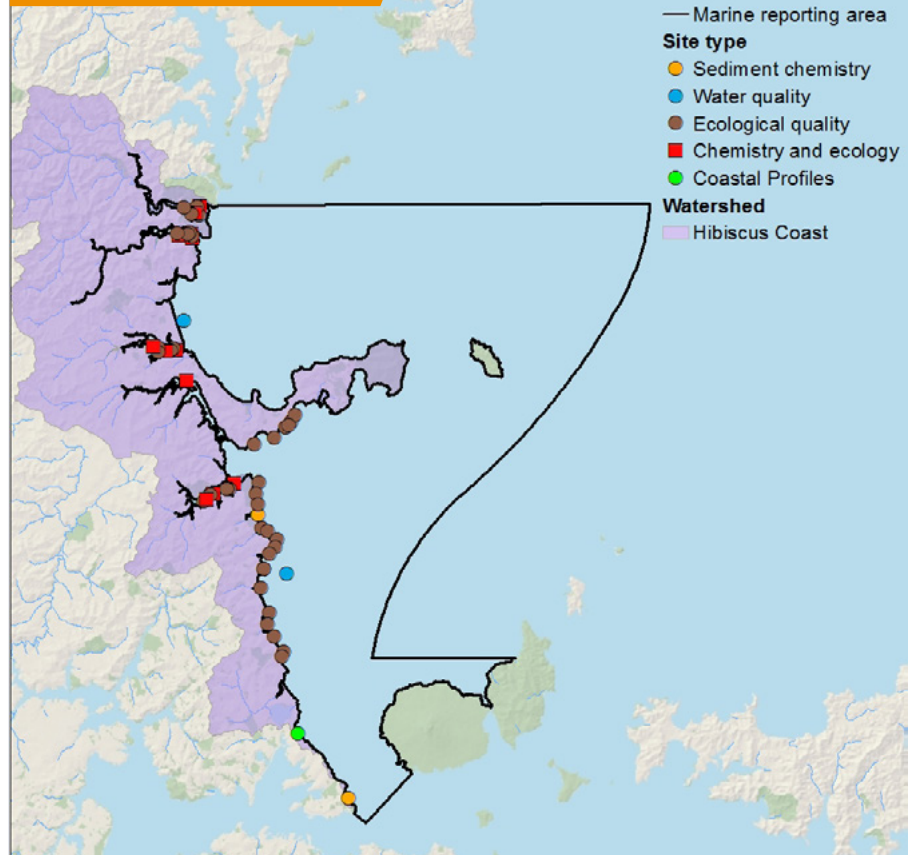 Marine reporting area
Site type
Sediment chemistry
Water quality
Ecological quality
Chemistry and ecology
Coastal Profiles
Watershed
Hibiscus Coast